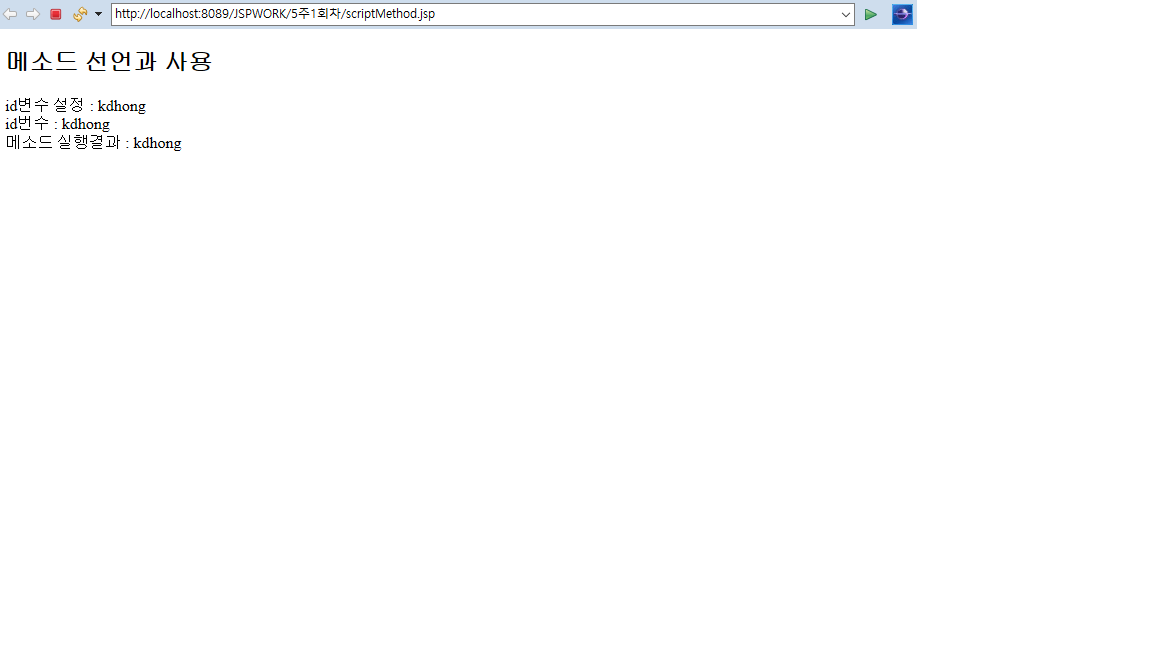 http://localhost:8089/JSPWORK/5주1회차/scriptMethod.jsp
메소드 선언과 사용
id변수 설정 : kdhong
id변수 : kdhong
메소드 실행결과 : kdhong